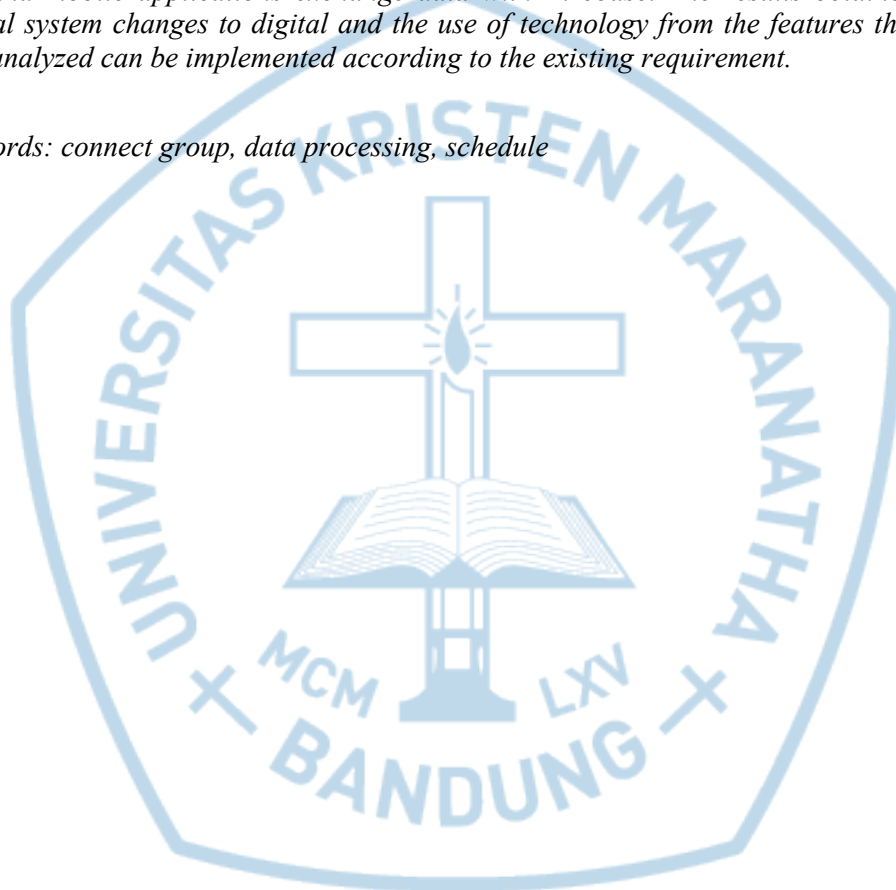 al system changes to digital and the use of technology from the features th
analyzed can be implemented according to the existing requirement.
ords: connect group, data processing, schedule
UNIVERSITAS KRISTEN MARANATHA
MCM LXV
BANDUNG